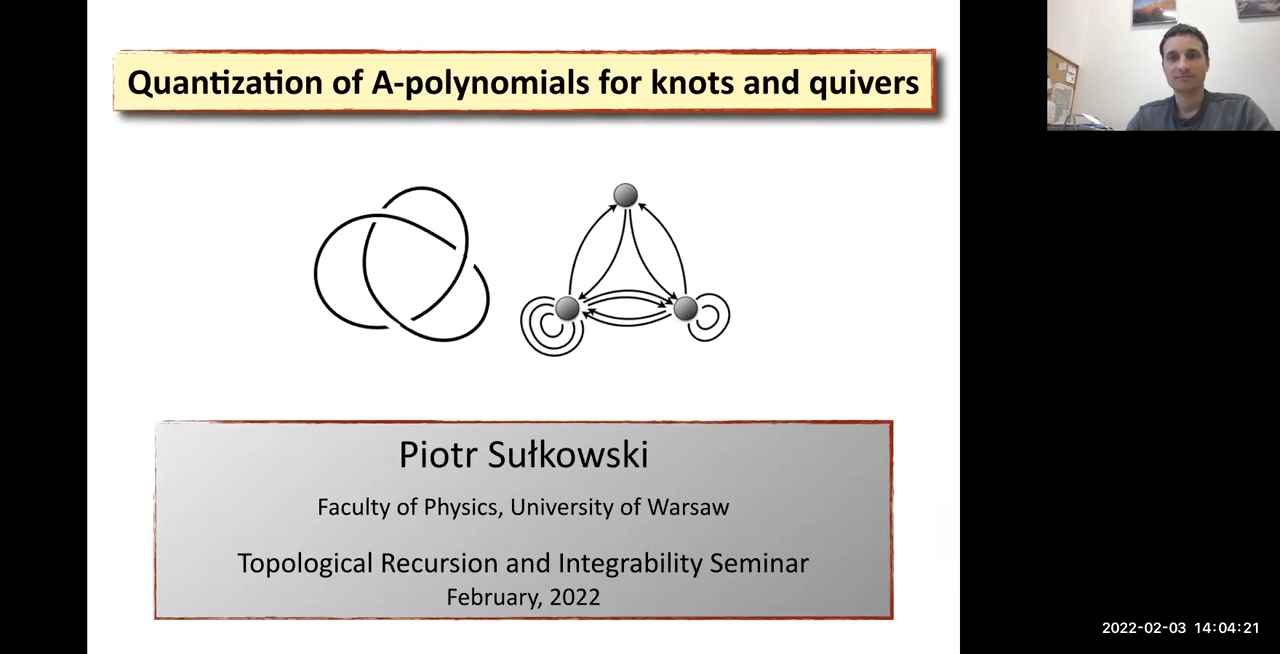 Quantization of A-polynomials for knots and quivers
Piotr Sułkowski
Faculty of Physics, University of Warsaw
Topological Recursion and Integrability Seminar
February, 2022
2022-02-03 14:04:21